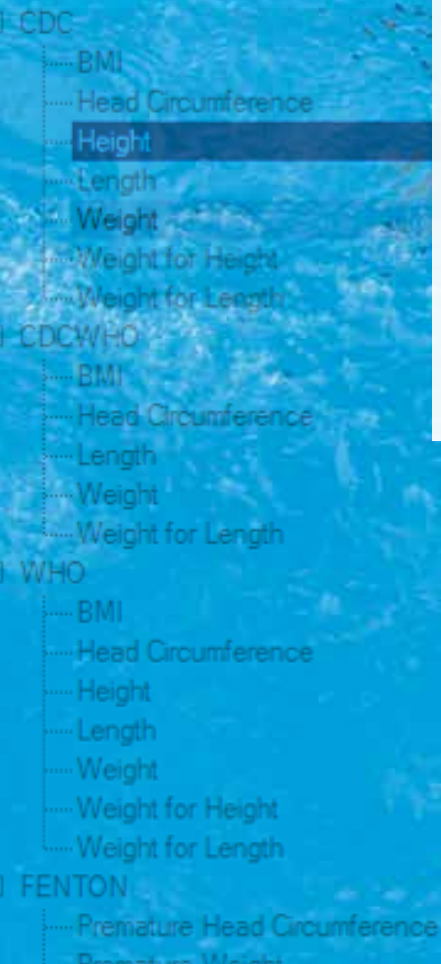 CDC
BMI
Head Circumference
Height
Length
Weight
Weight for Height
Weight for Length
CDCWHO
BMI
Head Circumference
Length
Weight
Weight for Length
WHO
BMI
Head Circumference
Height
Length
Weight
Weight for Height
Weight for Length
FENTON
Premature Head Circumference
Premature Weight